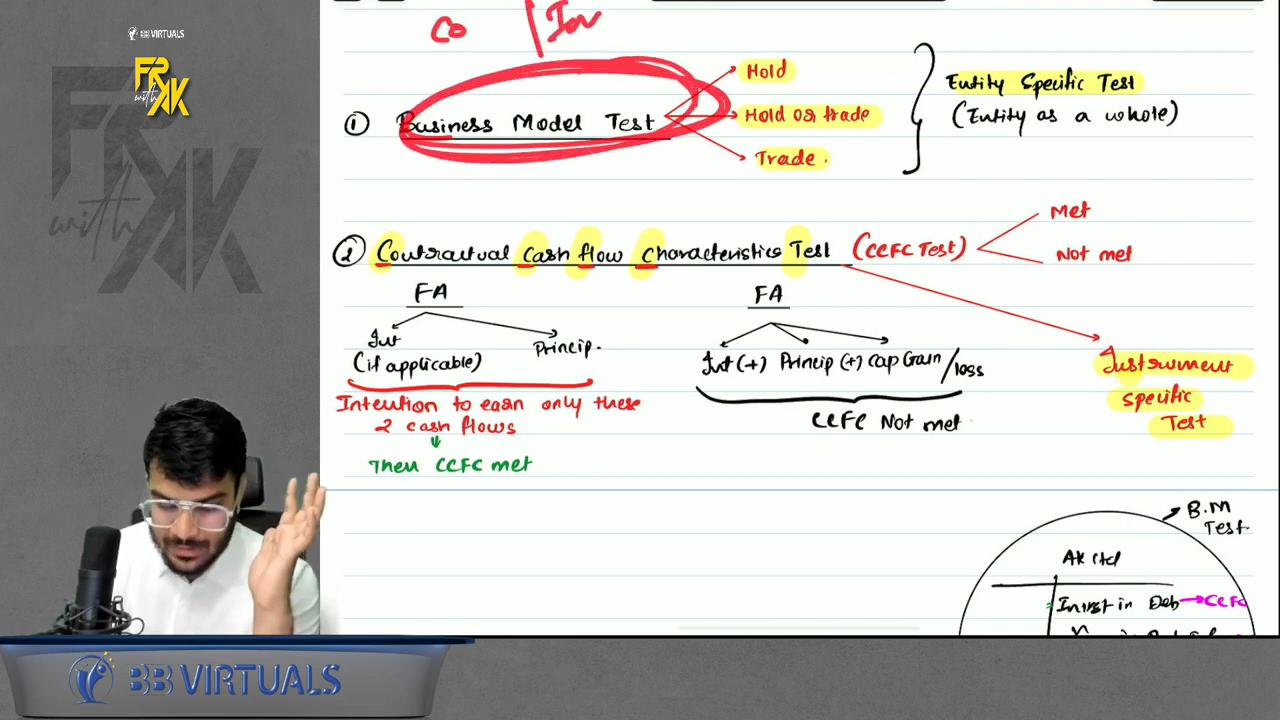 BB VIRTUALS
FR
with
AK
FR
with
AK
Co
Inv
① Business Model Test
Hold
Hold or trade
Trade.
Entity Specific Test
(Entity as a whole)
② Contractual Cash flow Characteristics Test (CCFC Test)
Met
Not met
FA
Int
(if applicable)
Princip.
Intention to earn only these
2 cash flows
Then CCFC met
FA
Int (+) Princip (+) Cap Gain/loss
CCFC Not met
Instrument
specific
Test
B.M
Test
AK Ltd
Invest in Deb → CCFC
BB VIRTUALS